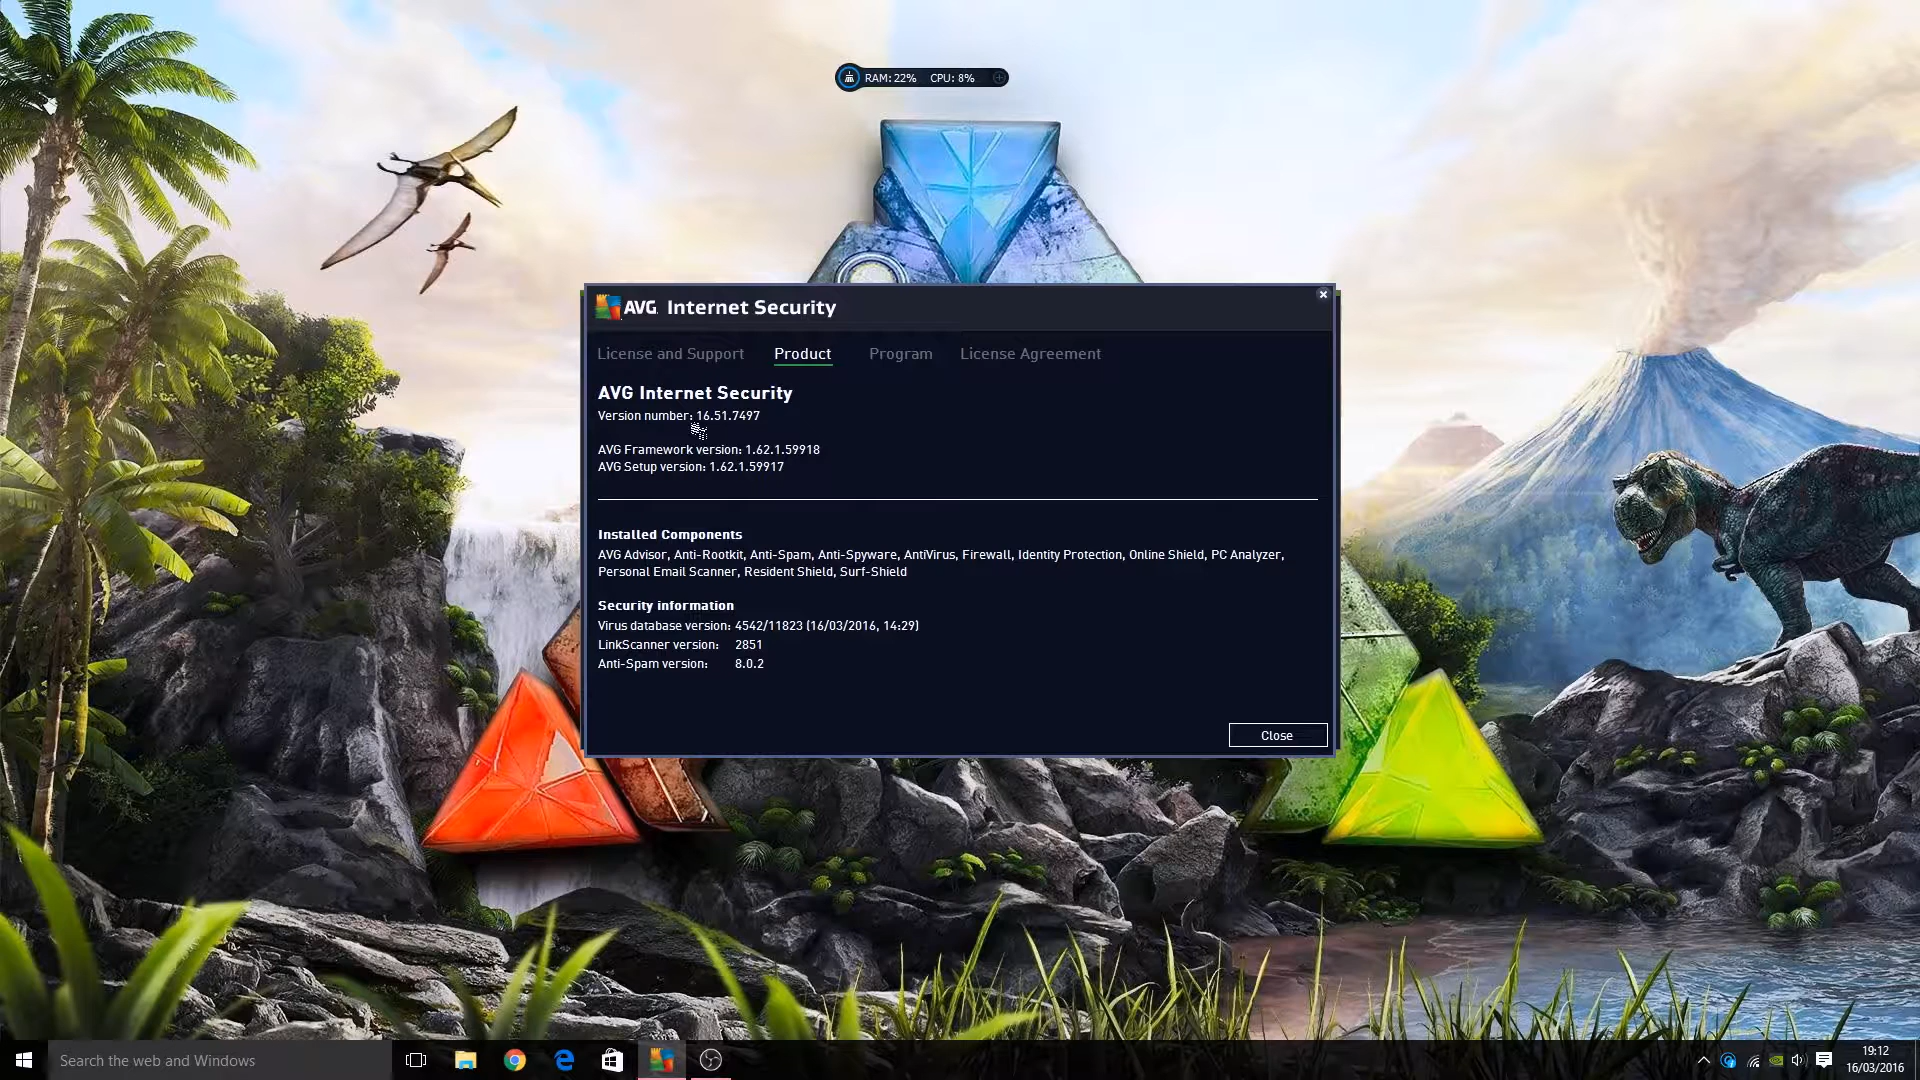 RAM: 22% CPU: 8%
AVG Internet Security
License and Support Product Program License Agreement
AVG Internet Security
Version number: 16.51.7497
AVG Framework version: 1.62.1.59918
AVG Setup version: 1.62.1.59917
Installed Components
AVG Advisor, Anti-Rootkit, Anti-Spam, Anti-Spyware, AntiVirus, Firewall, Identity Protection, Online Shield, PC Analyzer,
Personal Email Scanner, Resident Shield, Surf-Shield
Security information
Virus database version: 4542/11823 (16/03/2016, 14:29)
LinkScanner version: 2851
Anti-Spam version: 8.0.2
Close
Search the web and Windows
19:12
16/03/2016